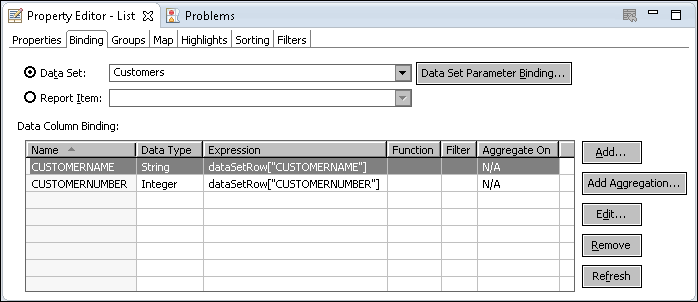 Property Editor - List Problems
Properties Binding Groups Map Highlights Sorting Filters
Data Set: Customers Data Set Parameter Binding...
Report Item:
Data Column Binding:
Name Data Type Expression Function Filter Aggregate On
CUSTOMERNAME String dataSetRow["CUSTOMERNAME"] N/A
CUSTOMERNUMBER Integer dataSetRow["CUSTOMERNUMBER"] N/A
Add...
Add Aggregation...
Edit...
Remove
Refresh